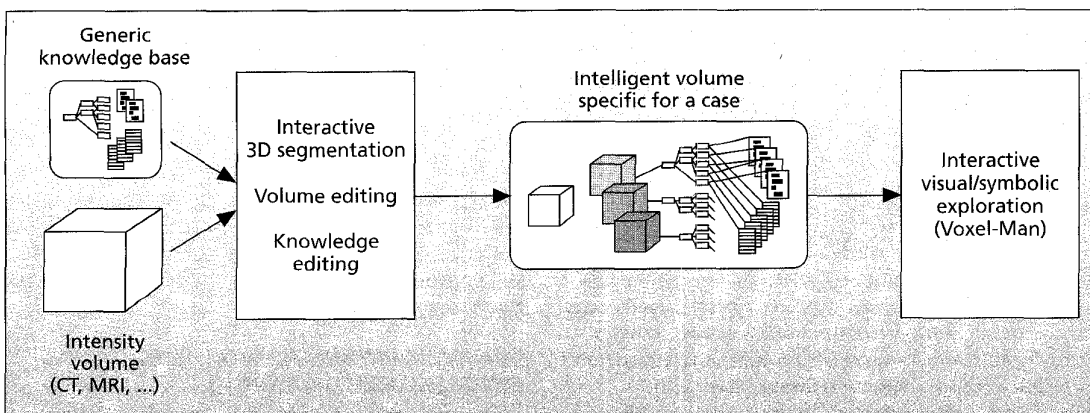 Generic
knowledge base
Intensity
volume
(CT, MRI, ...)
Interactive
3D segmentation
Volume editing
Knowledge
editing
Intelligent volume
specific for a case
Interactive
visual/symbolic
exploration
(Voxel-Man)